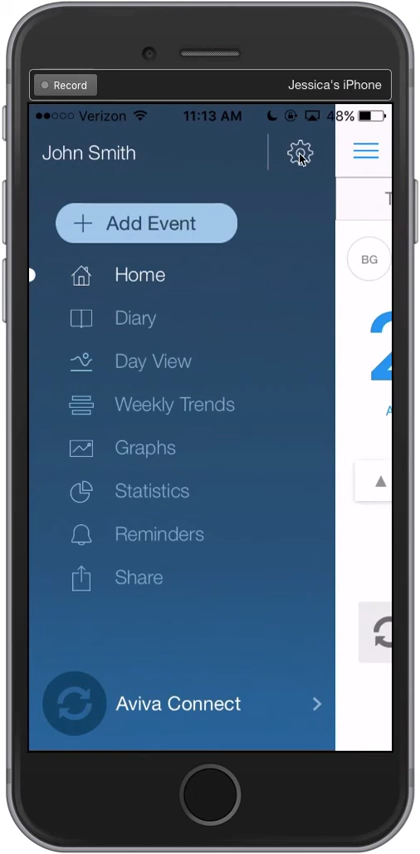 Record
Jessica's iPhone
Verizon 11:13 AM 48%
John Smith
+ Add Event
Home
BG
Diary
Day View
Weekly Trends
Graphs
Statistics
Reminders
Share
Aviva Connect